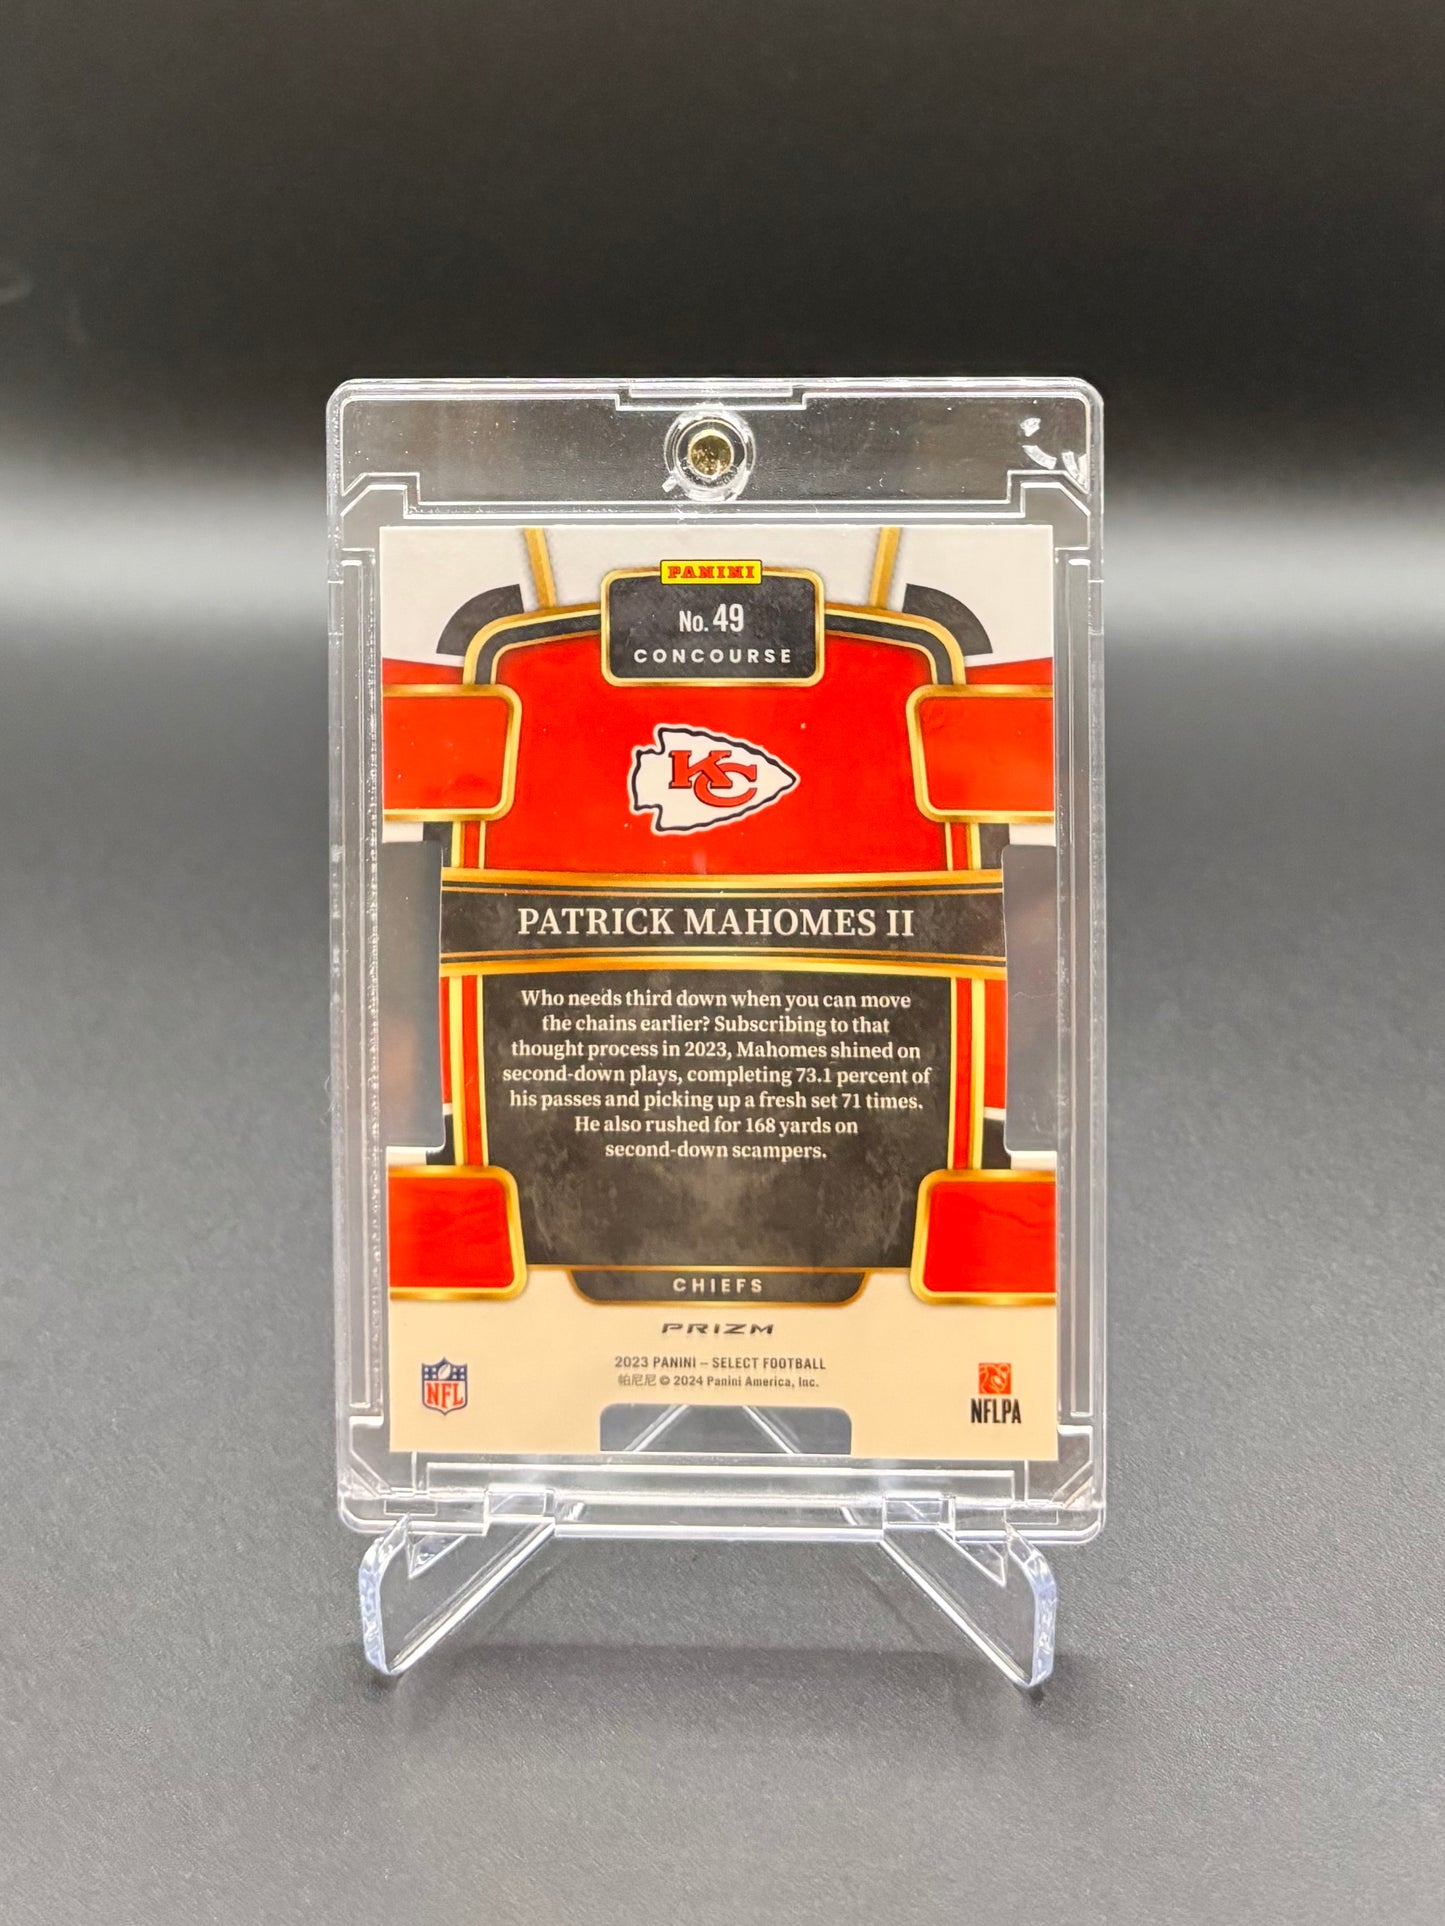 PANINI
No. 49
CONCOURSE
KC
PATRICK MAHOMES II
Who needs third down when you can move
the chains earlier? Subscribing to that
thought process in 2023, Mahomes shined on
second-down plays, completing 73.1 percent of
his passes and picking up a fresh set 71 times.
He also rushed for 168 yards on
second-down scampers.
CHIEFS
PRIZM
2023 PANINI – SELECT FOOTBALL
帕尼尼 © 2024 Panini America, Inc.
NFL
NFLPA